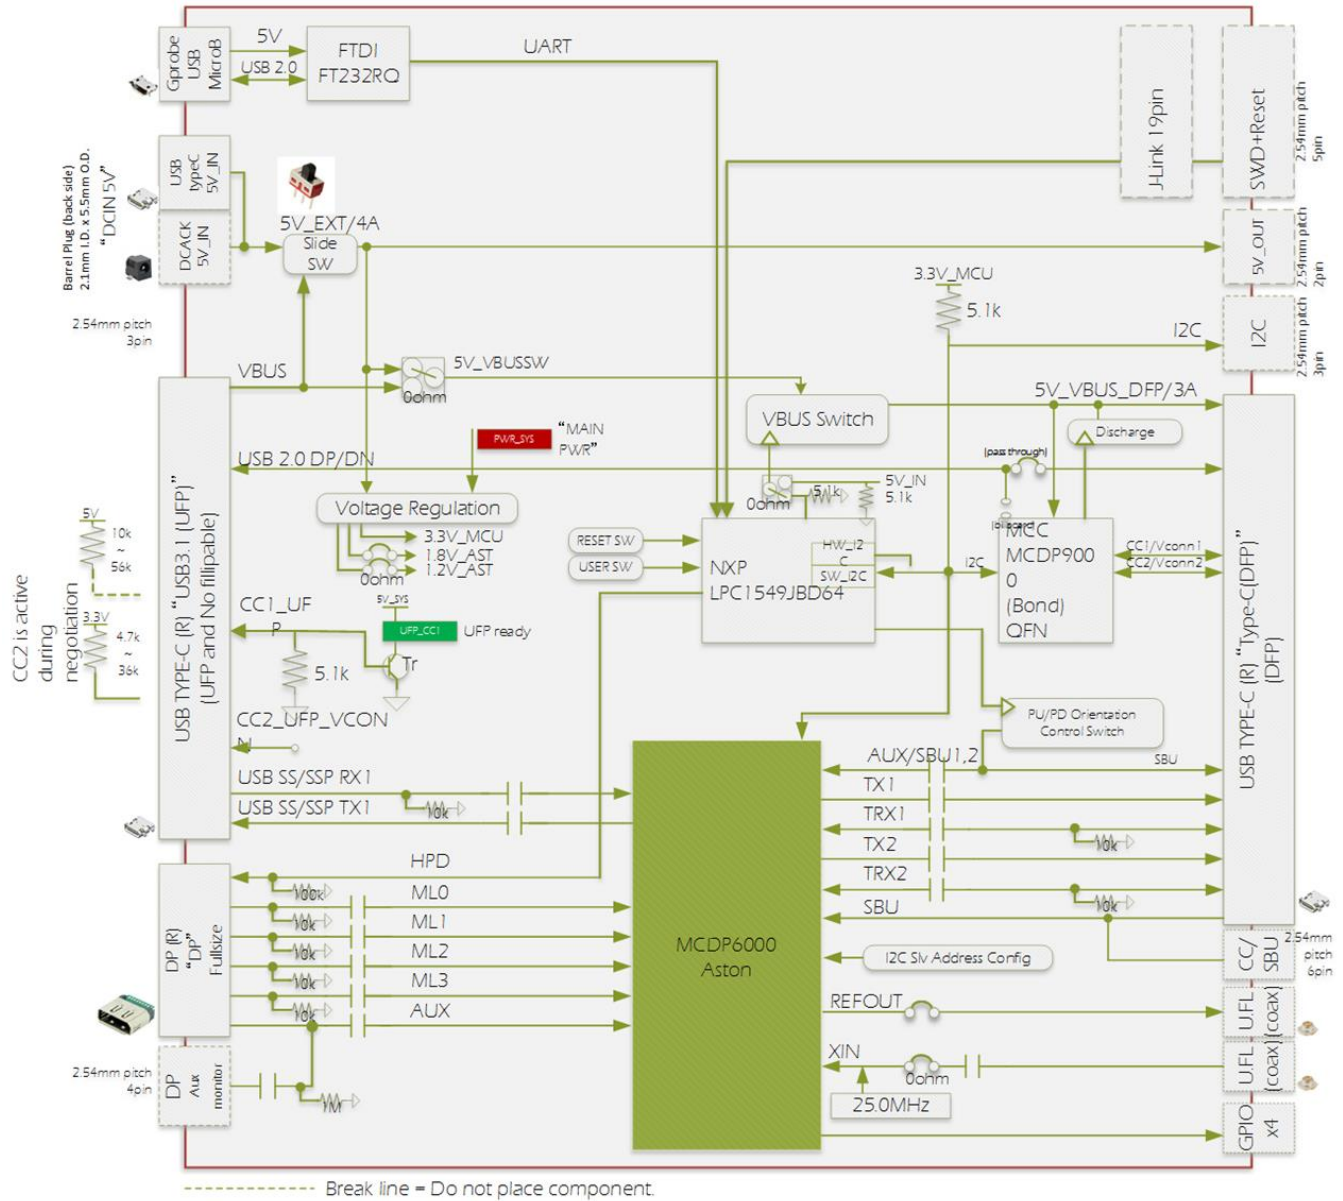 Gprobe
USB
MicroB
5V
USB 2.0
FTDI
FT232RQ
UART
J-Link 19pin
SWD+Reset
2.54mm pitch
5pin
USB
typeC
5V_IN
DCACK
5V_IN
Barrel Plug (back side)
2.1mm I.D. x 5.5mm O.D.
"DCIN 5V"
5V_EXT/4A
Slide
SW
5V_OUT
2.54mm pitch
2pin
3.3V_MCU
5.1k
I2C
I2C
2.54mm pitch
3pin
2.54mm pitch
3pin
VBUS
5V_VBUSSW
0ohm
VBUS Switch
5V_VBUS_DFP/3A
Discharge
PWR_SYS
"MAIN
PWR"
USB 2.0 DP/DN
(pass through)
Voltage Regulation
3.3V_MCU
1.8V_AST
1.2V_AST
0ohm
0ohm
5.1k
5V_IN
5.1k
RESET SW
USER SW
NXP
LPC1549JBD64
HW_I2
C
SW_I2C
I2C
MCC
MCDP900
0
(Bond)
QFN
CC1/Vconn1
CC2/Vconn2
USB TYPE-C (R) "Type-C(DFP)"
(DFP)
5V
10k
~
56k
3.3V
4.7k
~
36k
CC2 is active
during
negotiation
USB TYPE-C (R) "USB3.1 (UFP)"
(UFP and No fillipable)
CC1_UF
P
5.1k
5V_SYS
UFP_CC1
UFP ready
Tr
CC2_UFP_VCON
N
USB SS/SSP RX1
10k
USB SS/SSP TX1
PU/PD Orientation
Control Switch
AUX/SBU1,2
SBU
TX1
TRX1
10k
TX2
TRX2
10k
SBU
MCDP6000
Aston
DP (R)
"DP"
Fullsize
HPD
100k
ML0
10k
ML1
10k
ML2
10k
ML3
10k
AUX
DP
Aux
monitor
2.54mm pitch
4pin
1M
I2C Slv Address Config
CC/
SBU
2.54mm
pitch
6pin
REFOUT
U.FL
(coax)
XIN
0ohm
U.FL
(coax)
25.0MHz
GPIO
x4
Break line = Do not place component.